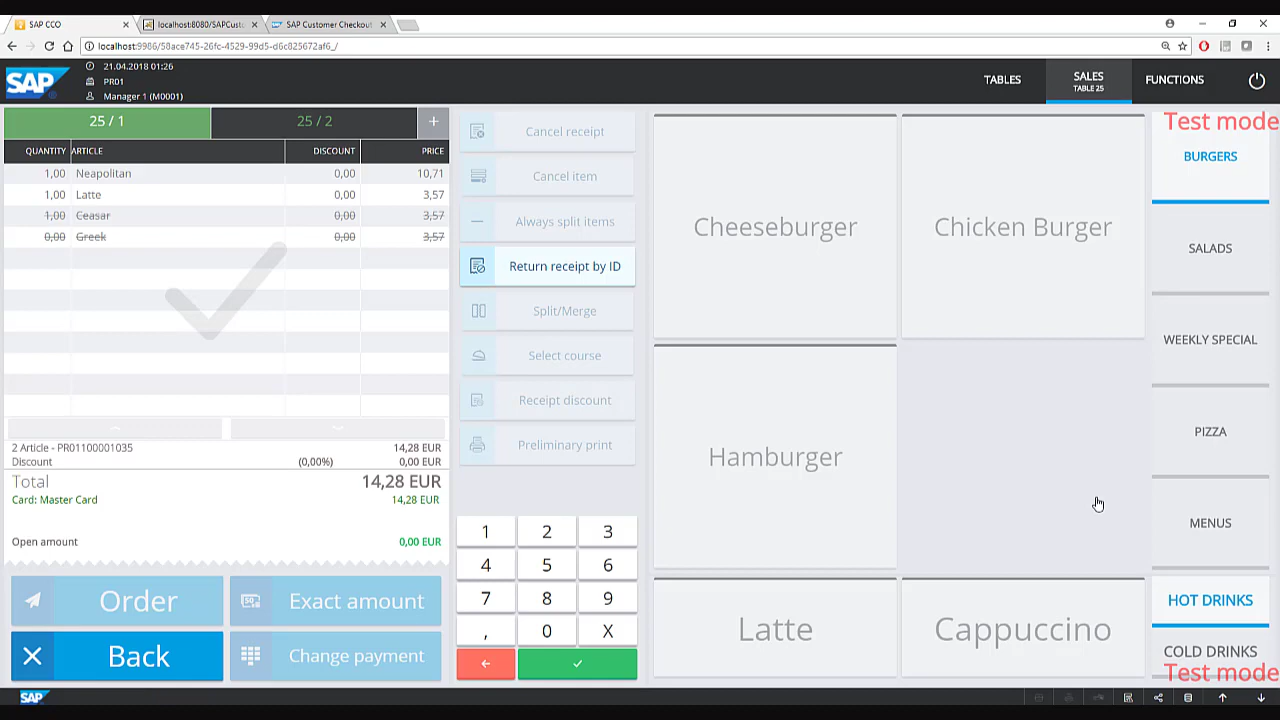 SAP CCO
localhost:8080/SAPCust
SAP Customer Checkout
localhost:9986/58ace745-26fc-4529-99d5-d6c825672af6_/
SAP
21.04.2018 01:26
PR01
Manager 1 (M0001)
TABLES
SALES
TABLE 25
FUNCTIONS
25 / 1
25 / 2
+
QUANTITY ARTICLE DISCOUNT PRICE
1,00 Neapolitan 0,00 10,71
1,00 Latte 0,00 3,57
1,00 Ceasar 0,00 3,57
0,00 Greek 0,00 3,57
2 Article - PR01100001035 14,28 EUR
Discount (0,00%) 0,00 EUR
Total 14,28 EUR
Card: Master Card 14,28 EUR
Open amount 0,00 EUR
Order
Exact amount
Back
Change payment
Cancel receipt
Cancel item
Always split items
Return receipt by ID
Split/Merge
Select course
Receipt discount
Preliminary print
1 2 3
4 5 6
7 8 9
, 0 X
Cheeseburger
Chicken Burger
Hamburger
Latte
Cappuccino
Test mode
BURGERS
SALADS
WEEKLY SPECIAL
PIZZA
MENUS
HOT DRINKS
COLD DRINKS
Test mode
SAP